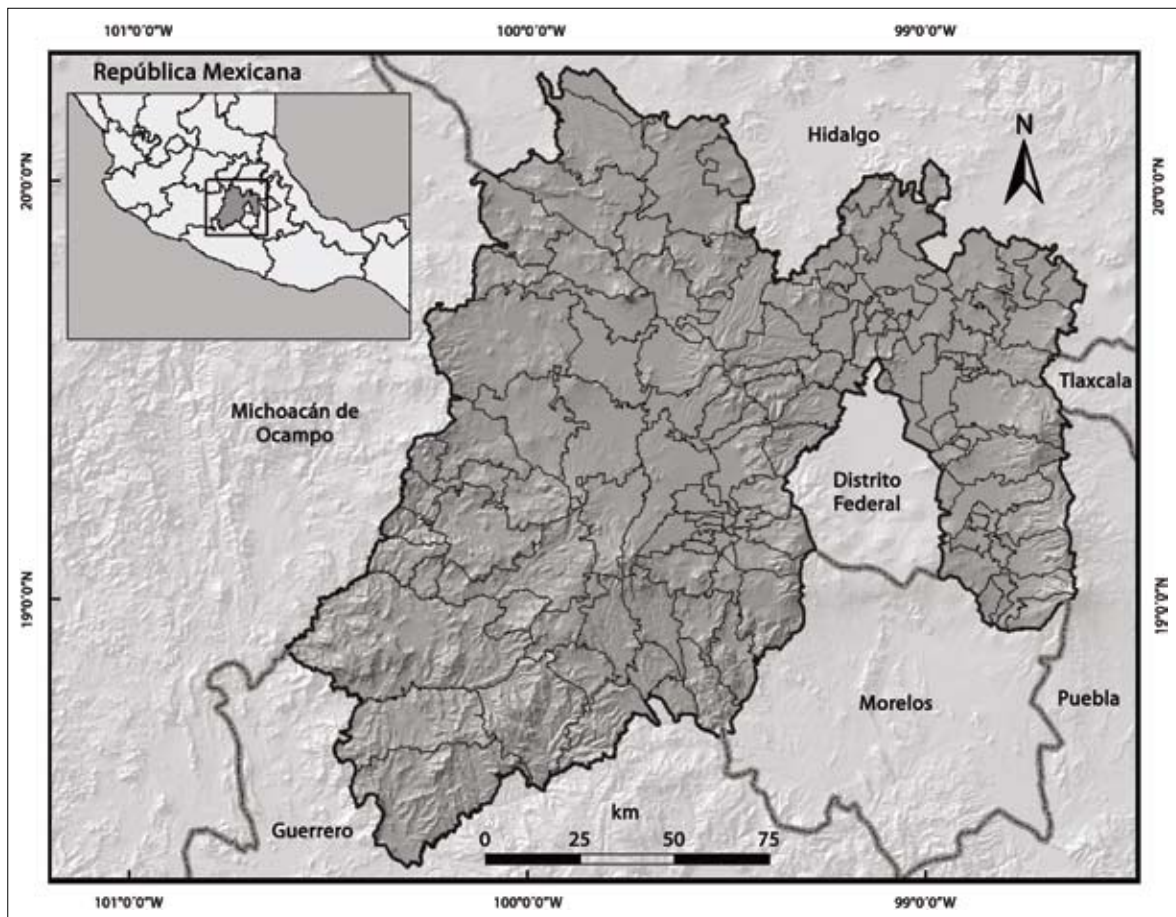 101°0'0"W
100°0'0"W
99°0'0"W
República Mexicana
N
Hidalgo
20°0'0"N
20°0'0"N
Tlaxcala
Michoacán de
Ocampo
Distrito
Federal
19°0'0"N
19°0'0"N
Morelos
Puebla
Guerrero
km
0 25 50 75
101°0'0"W
100°0'0"W
99°0'0"W